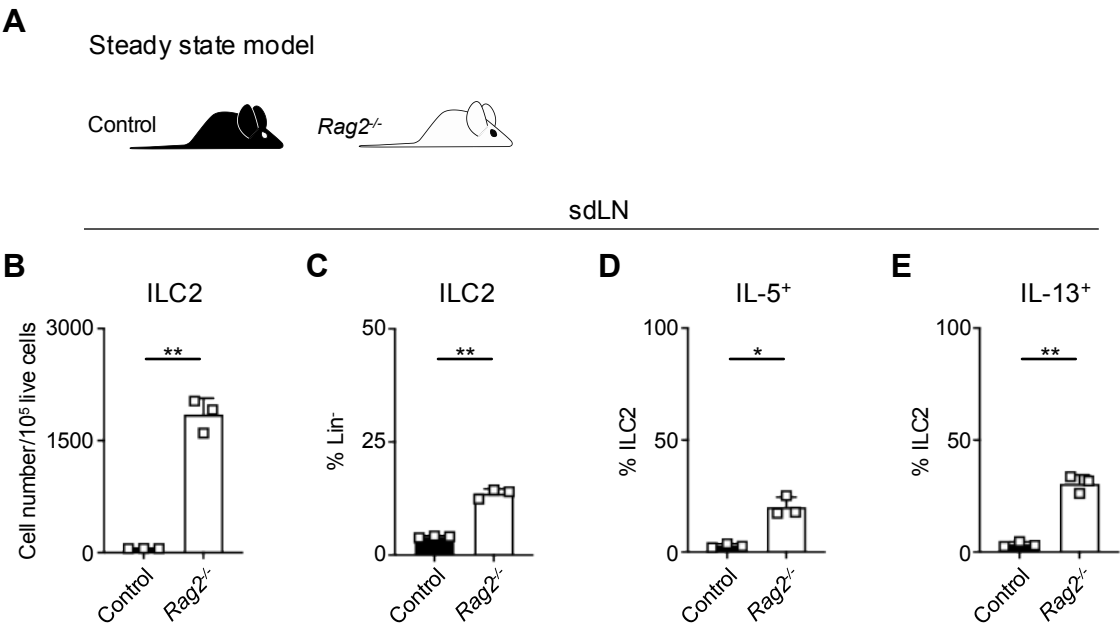 A
Steady state model
Control
Rag2-/-
sdLN
B
ILC2
Cell number/10⁵ live cells
3000
1500
0
**
Control
Rag2-/-
C
ILC2
% Lin-
50
25
0
**
Control
Rag2-/-
D
IL-5+
% ILC2
100
50
0
*
Control
Rag2-/-
E
IL-13+
% ILC2
100
50
0
**
Control
Rag2-/-